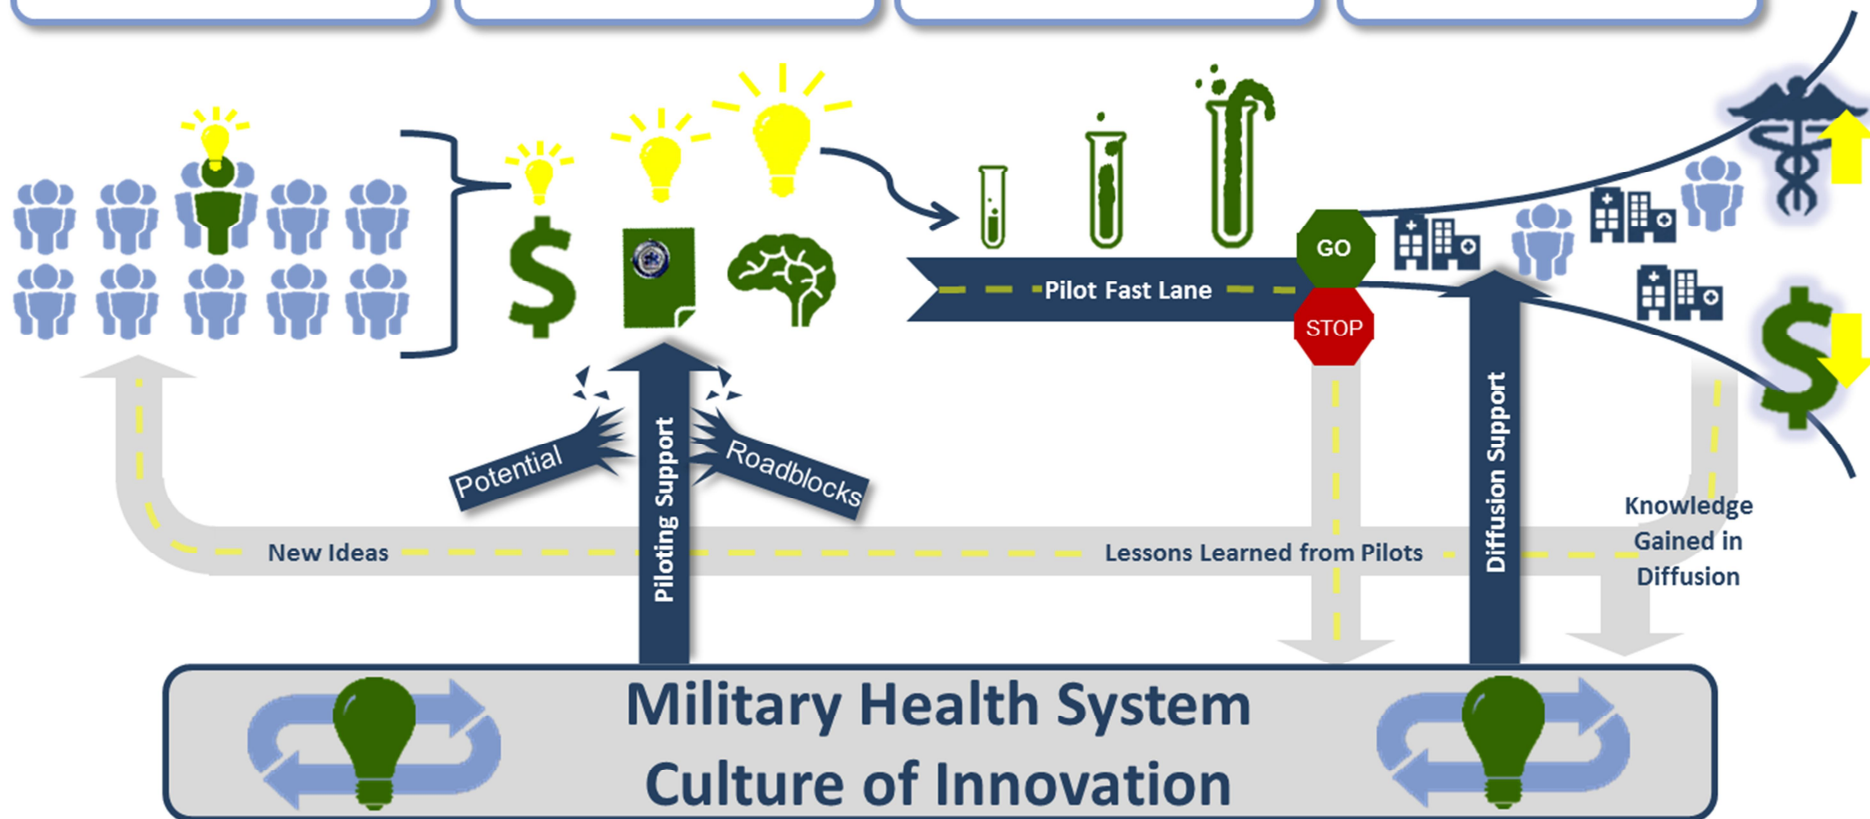 GO
Pilot Fast Lane
STOP
Potential
Roadblocks
Piloting Support
Diffusion Support
New Ideas
Lessons Learned from Pilots
Knowledge
Gained in
Diffusion
Military Health System
Culture of Innovation